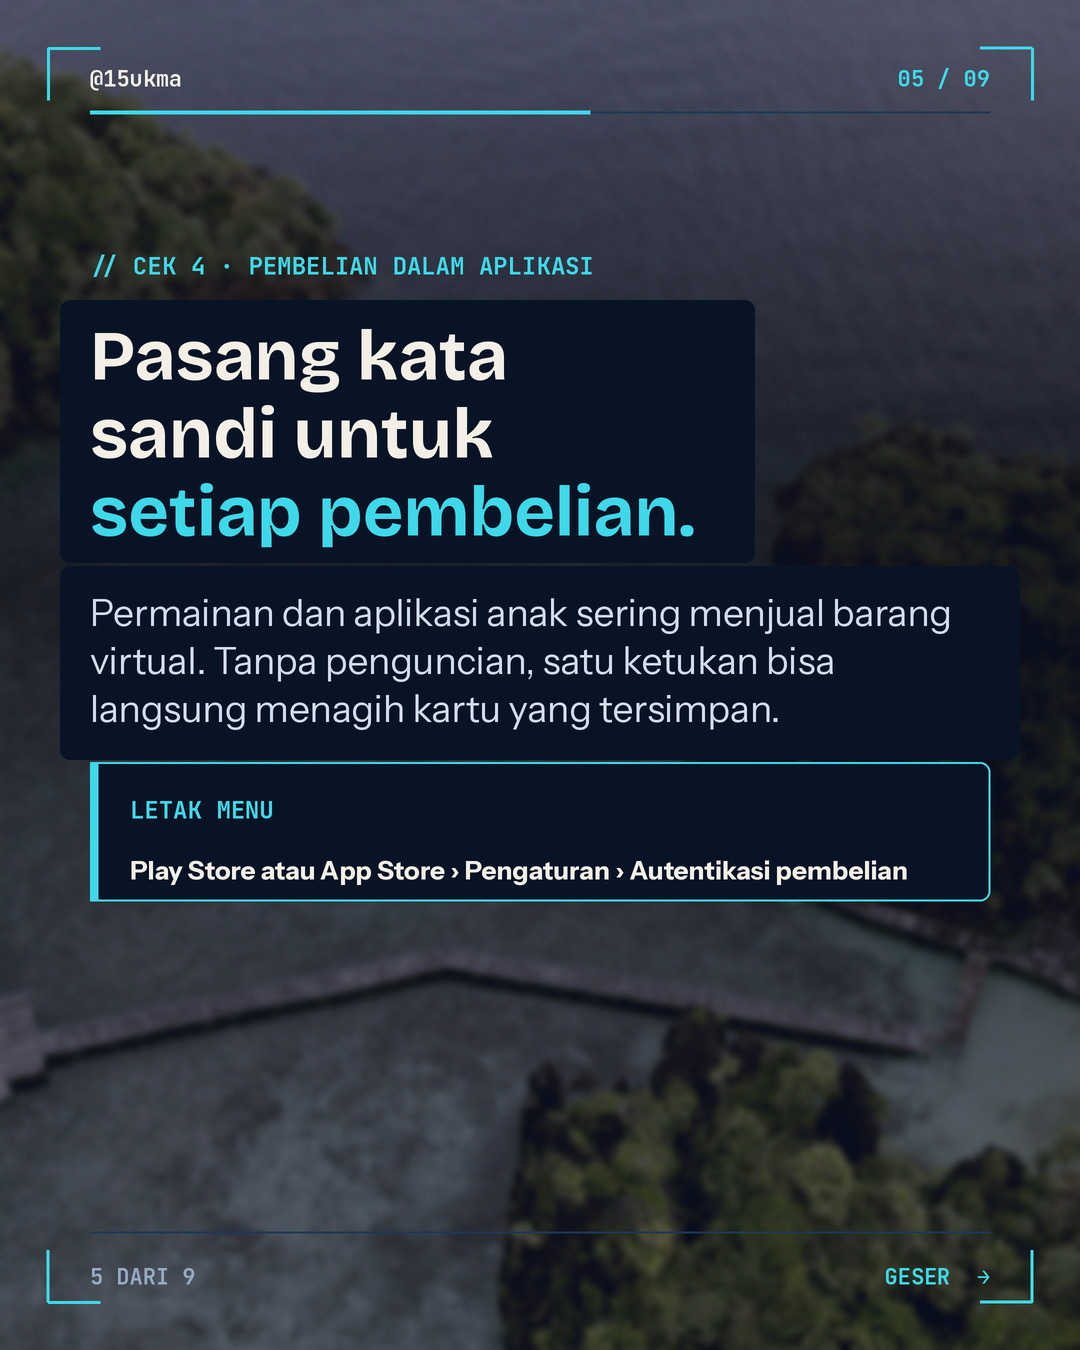 @15ukma
05 / 09
// CEK 4 · PEMBELIAN DALAM APLIKASI
Pasang kata
sandi untuk
setiap pembelian.
Permainan dan aplikasi anak sering menjual barang
virtual. Tanpa penguncian, satu ketukan bisa
langsung menagih kartu yang tersimpan.
LETAK MENU
Play Store atau App Store › Pengaturan › Autentikasi pembelian
5 DARI 9
GESER →